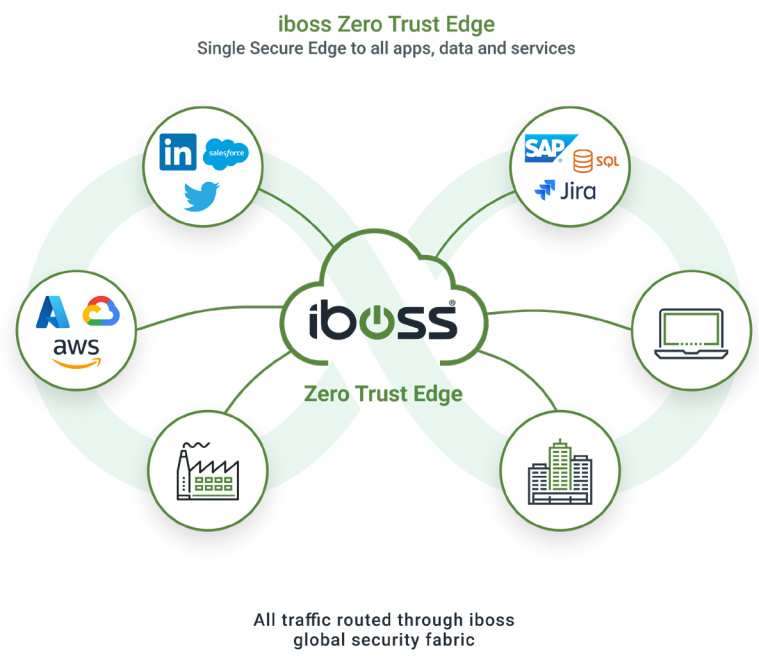 iboss Zero Trust Edge
Single Secure Edge to all apps, data and services
in
salesforce
SAP®
SQL
Jira
aws
iboss®
Zero Trust Edge
All traffic routed through iboss
global security fabric